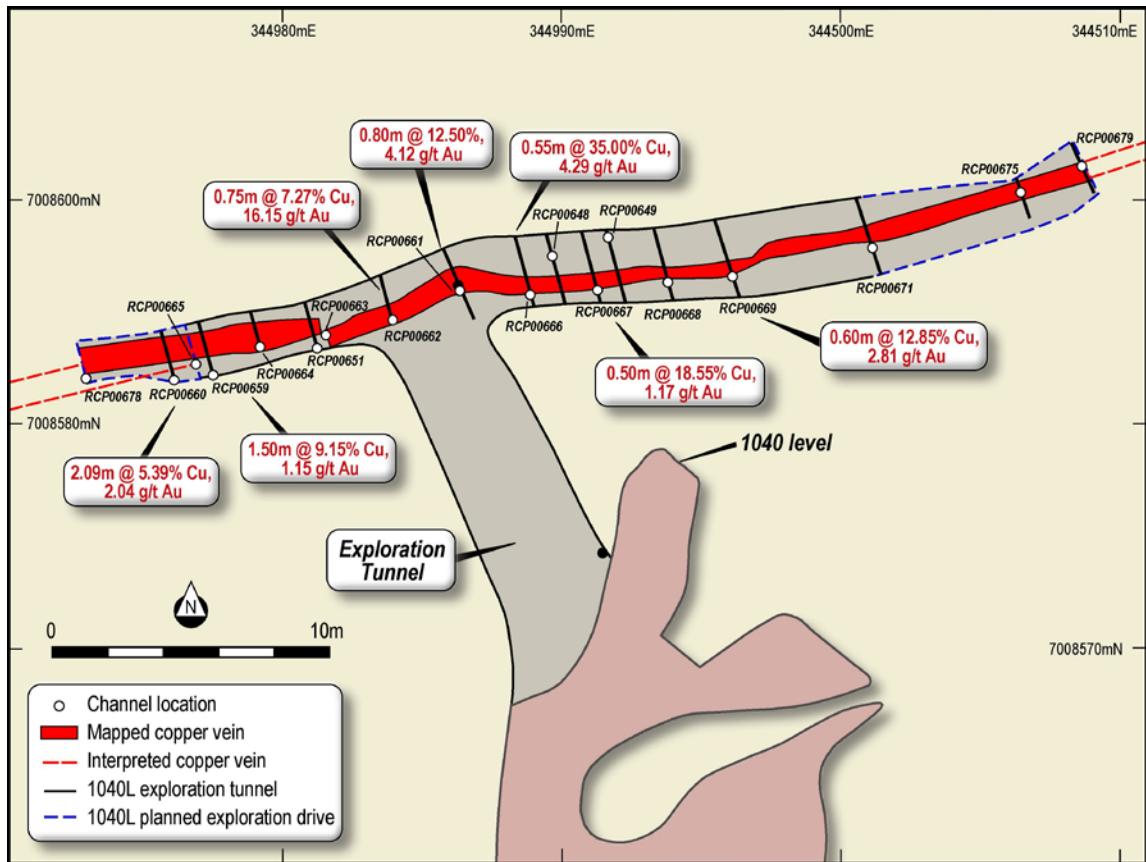 344980mE
344990mE
344500mE
344510mE
0.80m @ 12.50%,
4.12 g/t Au
0.55m @ 35.00% Cu,
4.29 g/t Au
RCP00679
RCP00675
0.75m @ 7.27% Cu,
16.15 g/t Au
7008600mN
RCP00648
RCP00649
RCP00661
RCP00671
RCP00665
RCP00663
RCP00662
RCP00666
RCP00667
RCP00668
RCP00669
RCP00651
RCP00664
RCP00678
RCP00660
RCP00659
0.60m @ 12.85% Cu,
2.81 g/t Au
0.50m @ 18.55% Cu,
1.17 g/t Au
7008580mN
1.50m @ 9.15% Cu,
1.15 g/t Au
2.09m @ 5.39% Cu,
2.04 g/t Au
1040 level
Exploration
Tunnel
N
0
10m
7008570mN
Channel location
Mapped copper vein
Interpreted copper vein
1040L exploration tunnel
1040L planned exploration drive